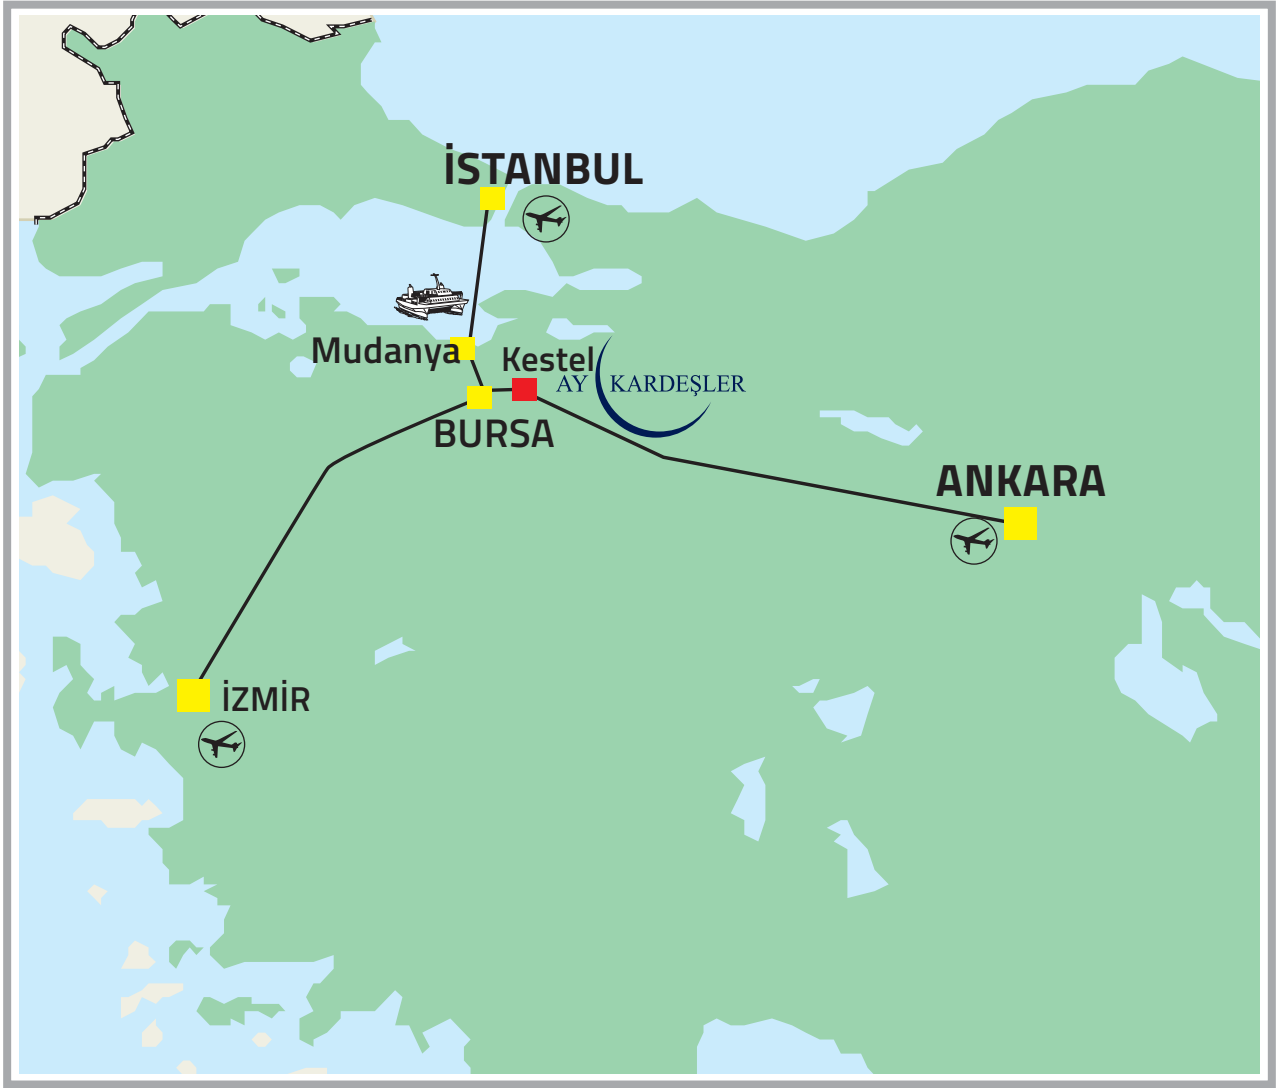 İSTANBUL
Mudanya
Kestel
AY KARDEŞLER
BURSA
ANKARA
İZMİR